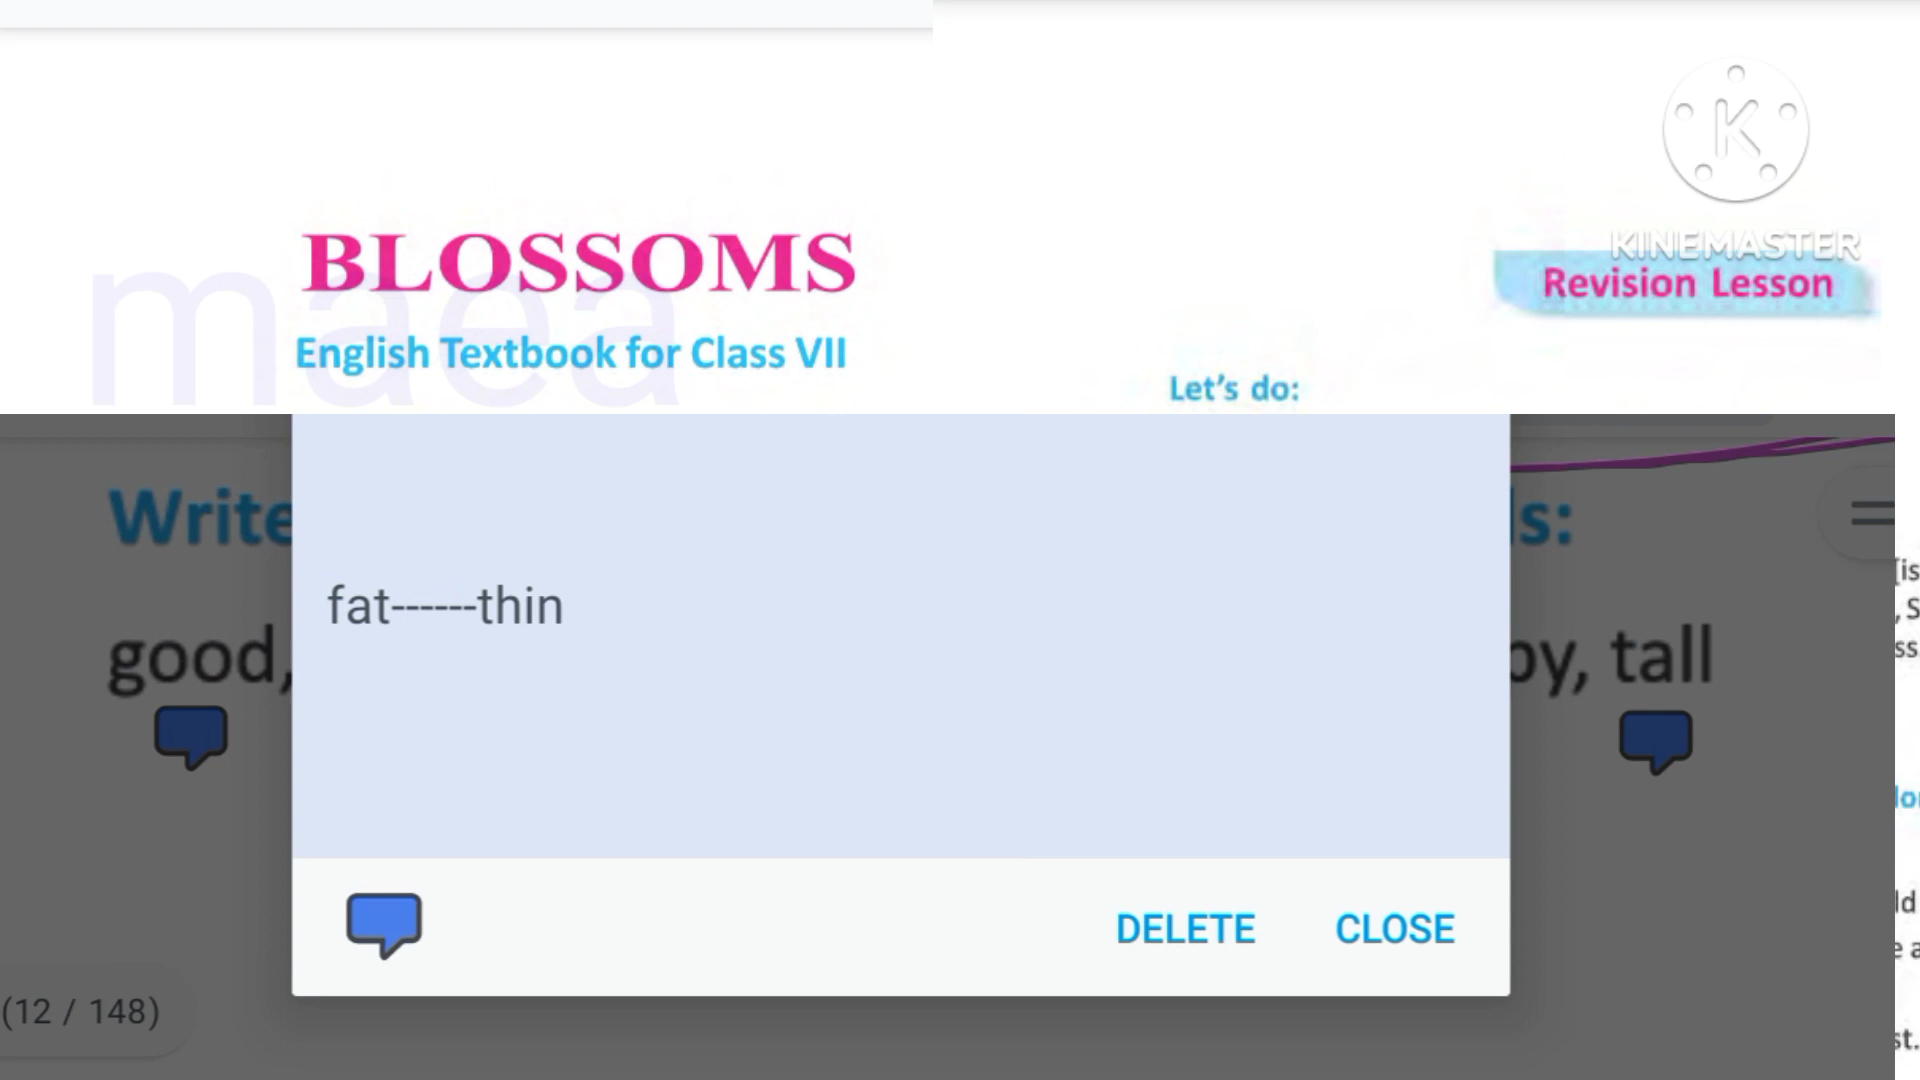 KINEMASTER
BLOSSOMS
Revision Lesson
maea
English Textbook for Class VII
Let's do:
Write
fat------thin
good,
tall
DELETE CLOSE
(12 / 148)